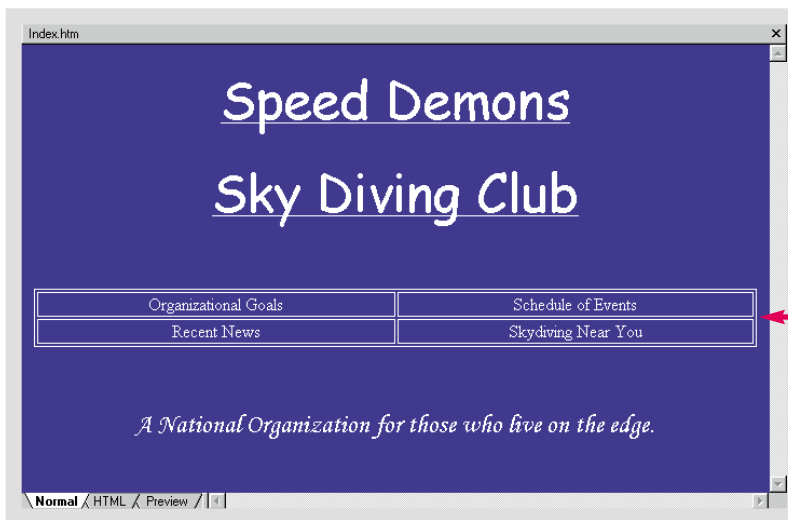 Index.htm
Speed Demons
Sky Diving Club
Organizational Goals Schedule of Events
Recent News Skydiving Near You
A National Organization for those who live on the edge.
Normal HTML Preview